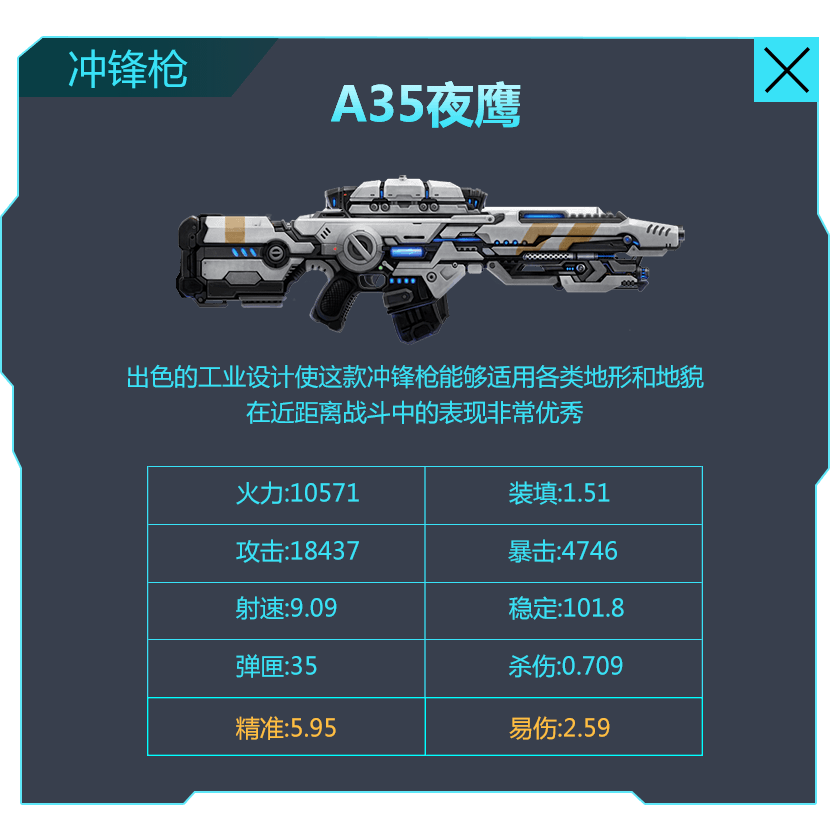 冲锋枪
A35夜鹰
出色的工业设计使这款冲锋枪能够适用各类地形和地貌
在近距离战斗中的表现非常优秀
火力:10571
装填:1.51
攻击:18437
暴击:4746
射速:9.09
稳定:101.8
弹匣:35
杀伤:0.709
精准:5.95
易伤:2.59